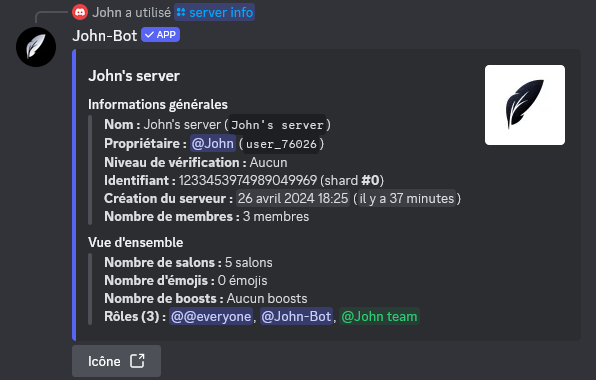 John a utilisé server info
John-Bot ✓ APP
John's server
Informations générales
Nom : John's server (John's server)
Propriétaire : @John (user_76026)
Niveau de vérification : Aucun
Identifiant : 1233453974989049969 (shard #0)
Création du serveur : 26 avril 2024 18:25 (il y a 37 minutes)
Nombre de membres : 3 membres
Vue d'ensemble
Nombre de salons : 5 salons
Nombre d'émojis : 0 émojis
Nombre de boosts : Aucun boosts
Rôles (3) : @@everyone, @John-Bot, @John team
Icône